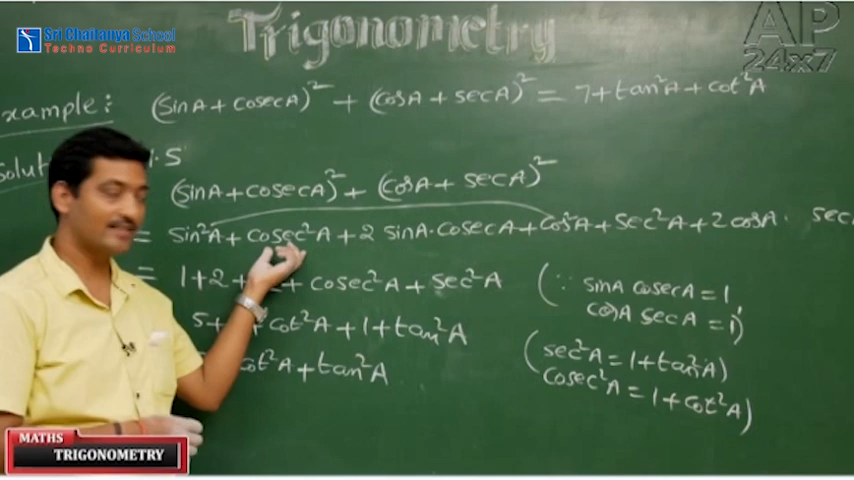 Sri Chaitanya School
Techno Curriculum
Trigonometry
AP
24x7
xample: (sinA + cosecA)² + (cosA + secA)² = 7 + tan²A + cot²A
Solut
.S
(sinA + cosecA)² + (cosA + secA)²
= sin²A + cosec²A + 2 sinA·cosecA + cos²A + sec²A + 2 cosA· sec
= 1 + 2 + + cosec²A + sec²A (∵ sinA cosecA = 1,
cosA secA = 1)
5 + + cot²A + 1 + tan²A (sec²A = 1 + tan²A)
cot²A + tan²A cosec²A = 1 + cot²A)
MATHS
TRIGONOMETRY